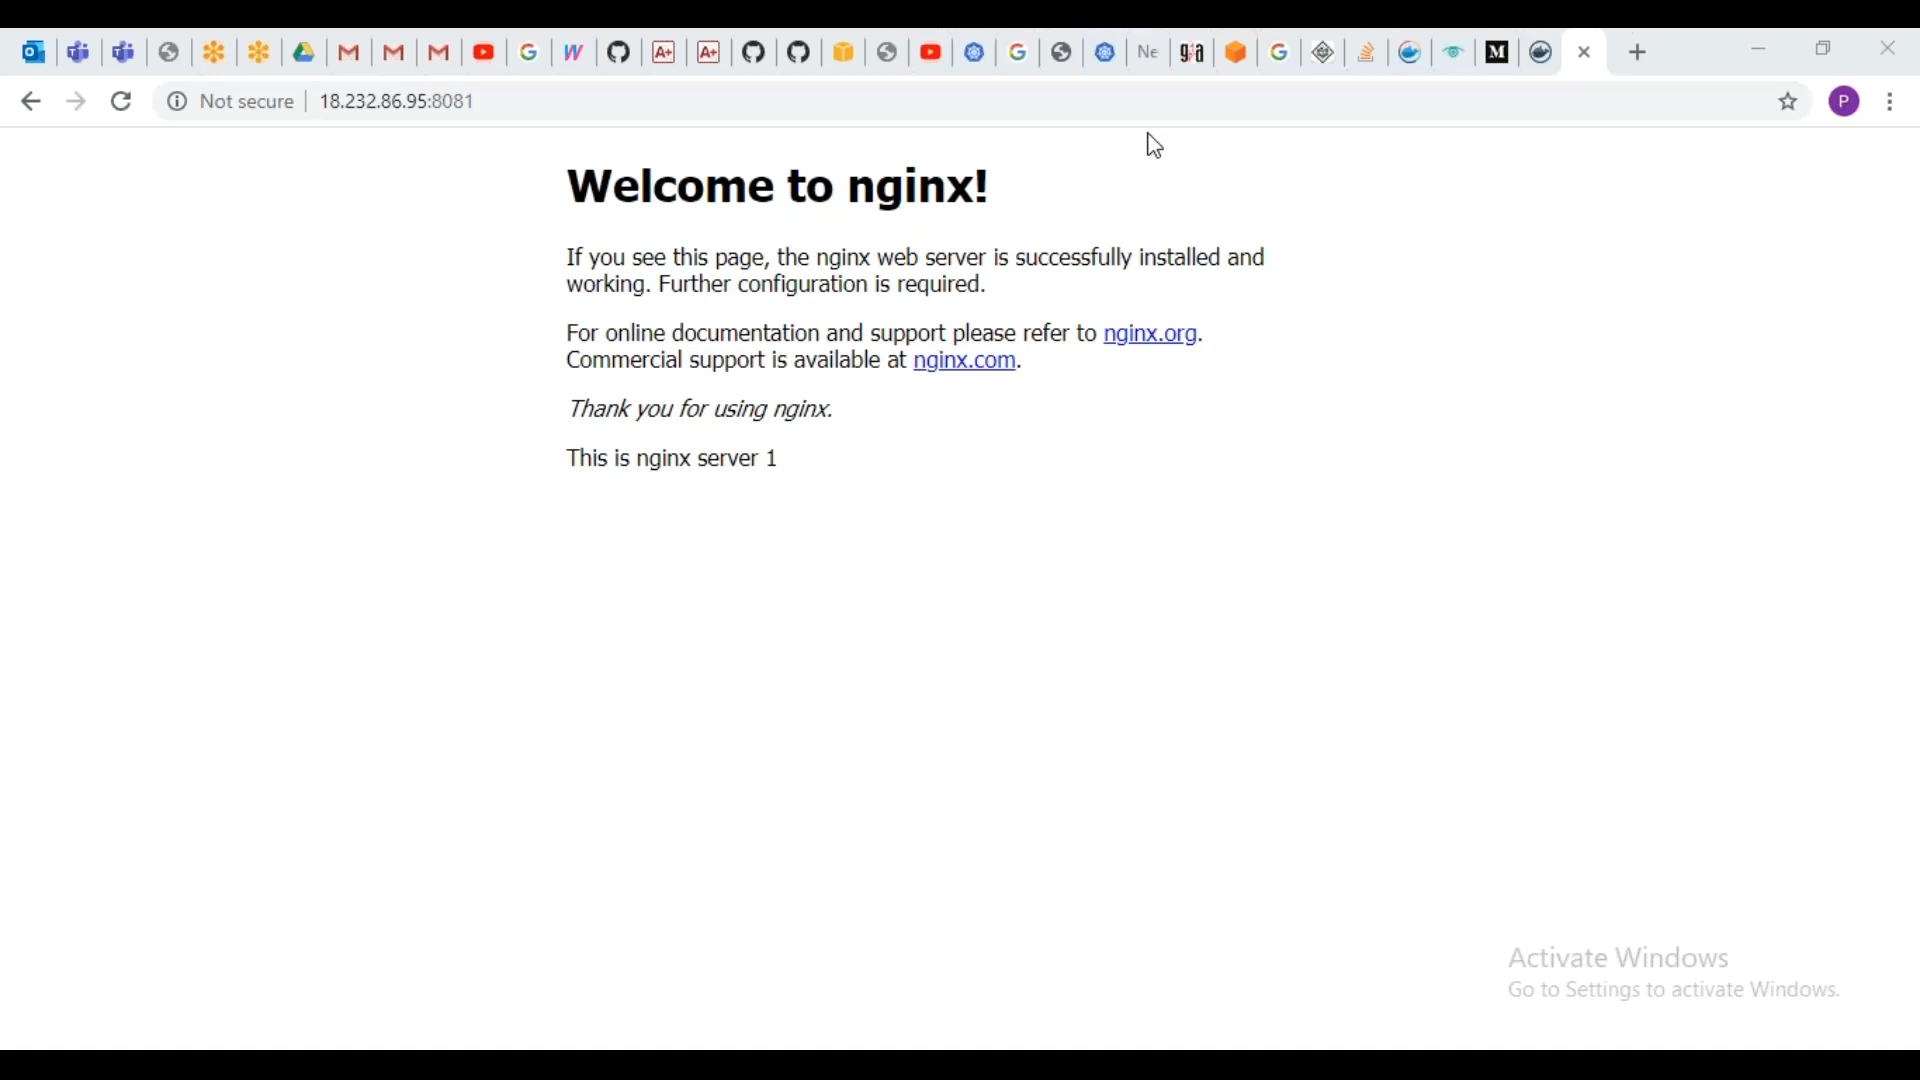 W A+ A+ Ne g/a M
Not secure 18.232.86.95:8081 P
Welcome to nginx!
If you see this page, the nginx web server is successfully installed and
working. Further configuration is required.
For online documentation and support please refer to nginx.org.
Commercial support is available at nginx.com.
Thank you for using nginx.
This is nginx server 1
Activate Windows
Go to Settings to activate Windows.